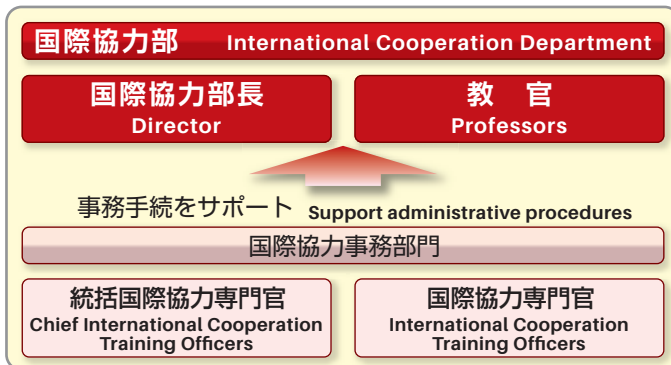 国際協力部 International Cooperation Department
国際協力部長
Director
教 官
Professors
事務手続をサポート Support administrative procedures
国際協力事務部門
統括国際協力専門官
Chief International Cooperation
Training Officers
国際協力専門官
International Cooperation
Training Officers